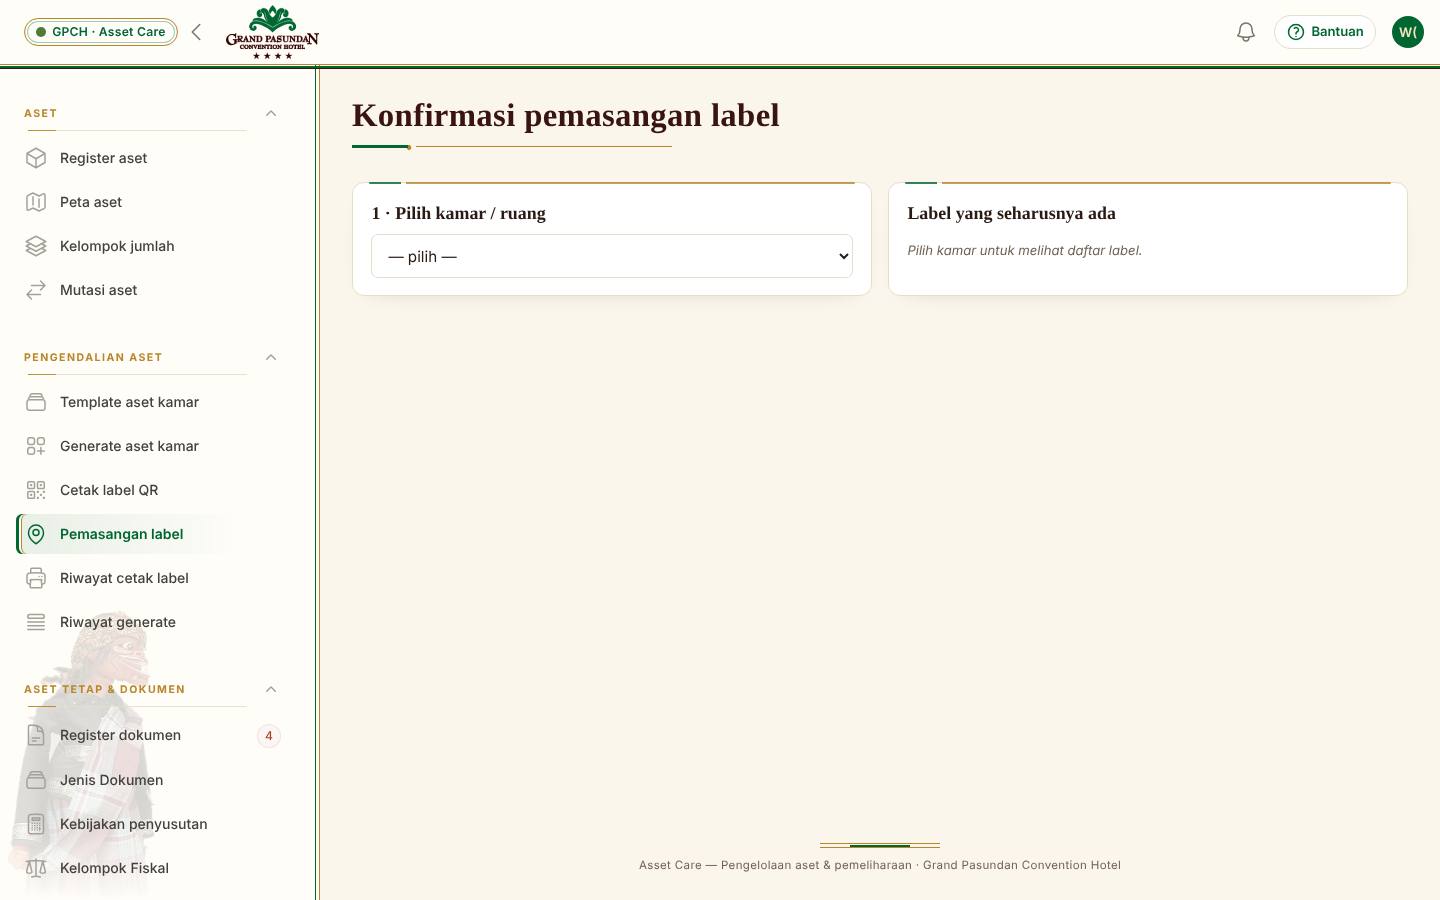 GPCH · Asset Care
GRAND PASUNDAN
CONVENTION HOTEL
★ ★ ★ ★
Bantuan
W(
ASET
Register aset
Peta aset
Kelompok jumlah
Mutasi aset
PENGENDALIAN ASET
Template aset kamar
Generate aset kamar
Cetak label QR
Pemasangan label
Riwayat cetak label
Riwayat generate
ASET TETAP & DOKUMEN
Register dokumen
4
Jenis Dokumen
Kebijakan penyusutan
Kelompok Fiskal
Konfirmasi pemasangan label
1 · Pilih kamar / ruang
— pilih —
Label yang seharusnya ada
Pilih kamar untuk melihat daftar label.
Asset Care — Pengelolaan aset & pemeliharaan · Grand Pasundan Convention Hotel